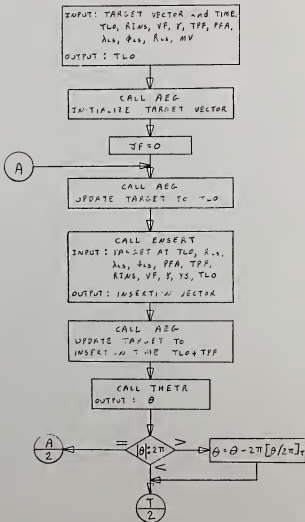 INPUT: TARGET VECTOR and TIME,
TLO, RINS, VF, γ, TPF, PFA,
λLS, ϕLS, RLS, MV
OUTPUT: TLO
CALL AEG
INITIALIZE TARGET VECTOR
JF=0
A
CALL AEG
UPDATE TARGET TO TLO
CALL ENSERT
INPUT: TARGET AT TLO, RLS,
λLS, ϕLS, PFA, TPF,
RINS, VF, γ, YS, TLO
OUTPUT: INSERTION VECTOR
CALL AEG
UPDATE TARGET TO
INSERTION TIME TLO+TPF
CALL THETR
OUTPUT: θ
A
2
=
|θ|:2π
>
θ=θ-2π[θ/2π]T
<
T
2